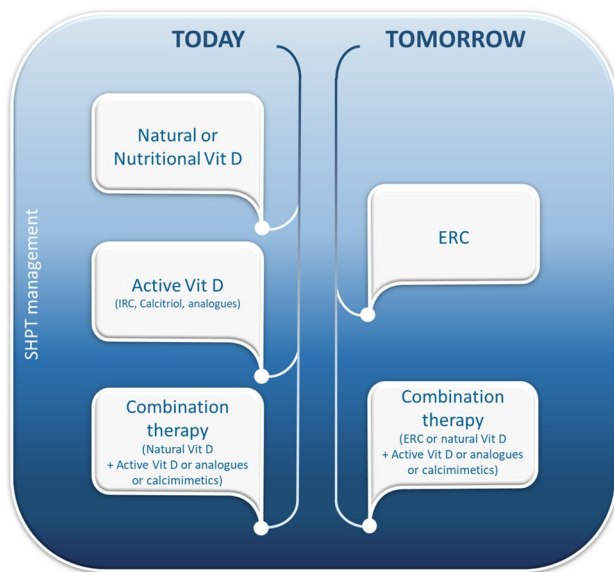 TODAY
TOMORROW
Natural or
Nutritional Vit D
ERC
Active Vit D
(IRC, Calcitriol, analogues)
SHPT management
Combination
therapy
(Natural Vit D
+ Active Vit D or analogues
or calcimimetics)
Combination
therapy
(ERC or natural Vit D
+ Active Vit D or analogues
or calcimimetics)